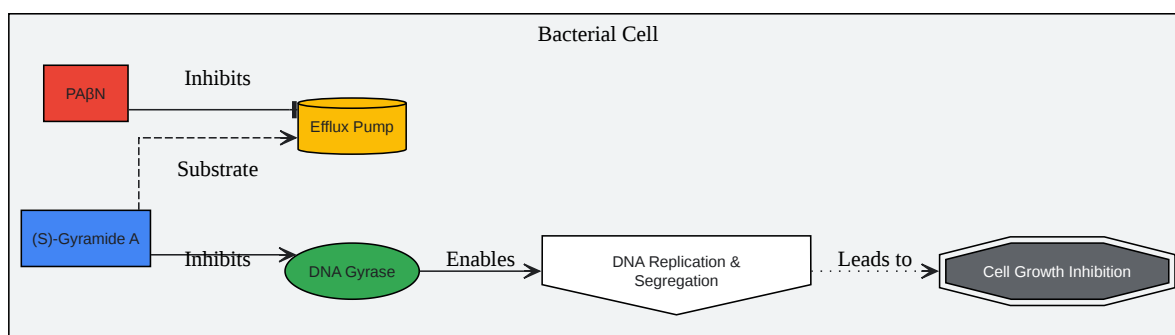 Bacterial Cell
PAβN
Inhibits
Efflux Pump
Substrate
(S)-Gyramide A
Inhibits
DNA Gyrase
Enables
DNA Replication &
Segregation
Leads to
Cell Growth Inhibition